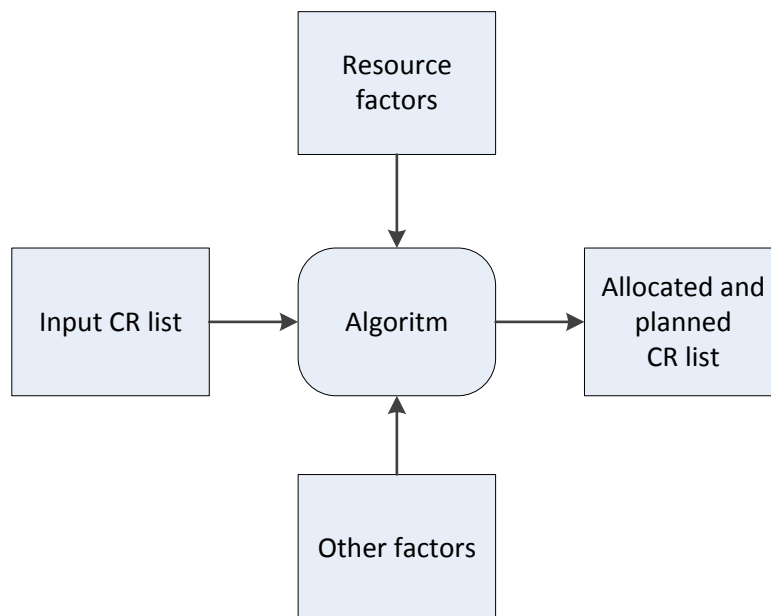 Resource
factors
Input CR list
Algoritm
Allocated and
planned
CR list
Other factors